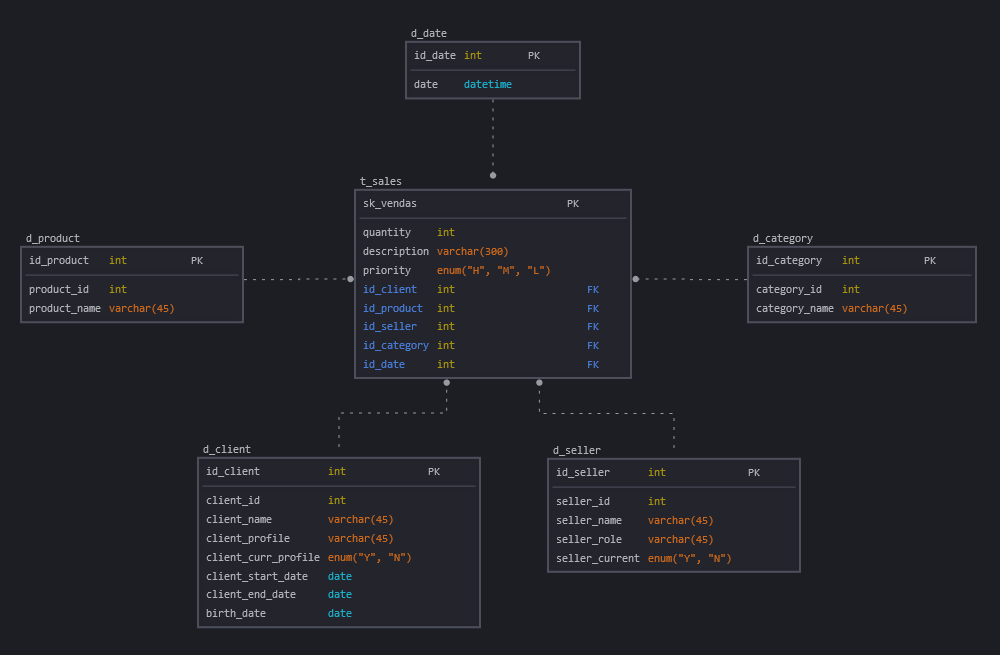 d_date
id_date int PK
date datetime
t_sales
sk_vendas PK
quantity int
description varchar(300)
priority enum("H", "M", "L")
id_client int FK
id_product int FK
id_seller int FK
id_category int FK
id_date int FK
d_product
id_product int PK
product_id int
product_name varchar(45)
d_category
id_category int PK
category_id int
category_name varchar(45)
d_client
id_client int PK
client_id int
client_name varchar(45)
client_profile varchar(45)
client_curr_profile enum("Y", "N")
client_start_date date
client_end_date date
birth_date date
d_seller
id_seller int PK
seller_id int
seller_name varchar(45)
seller_role varchar(45)
seller_current enum("Y", "N")